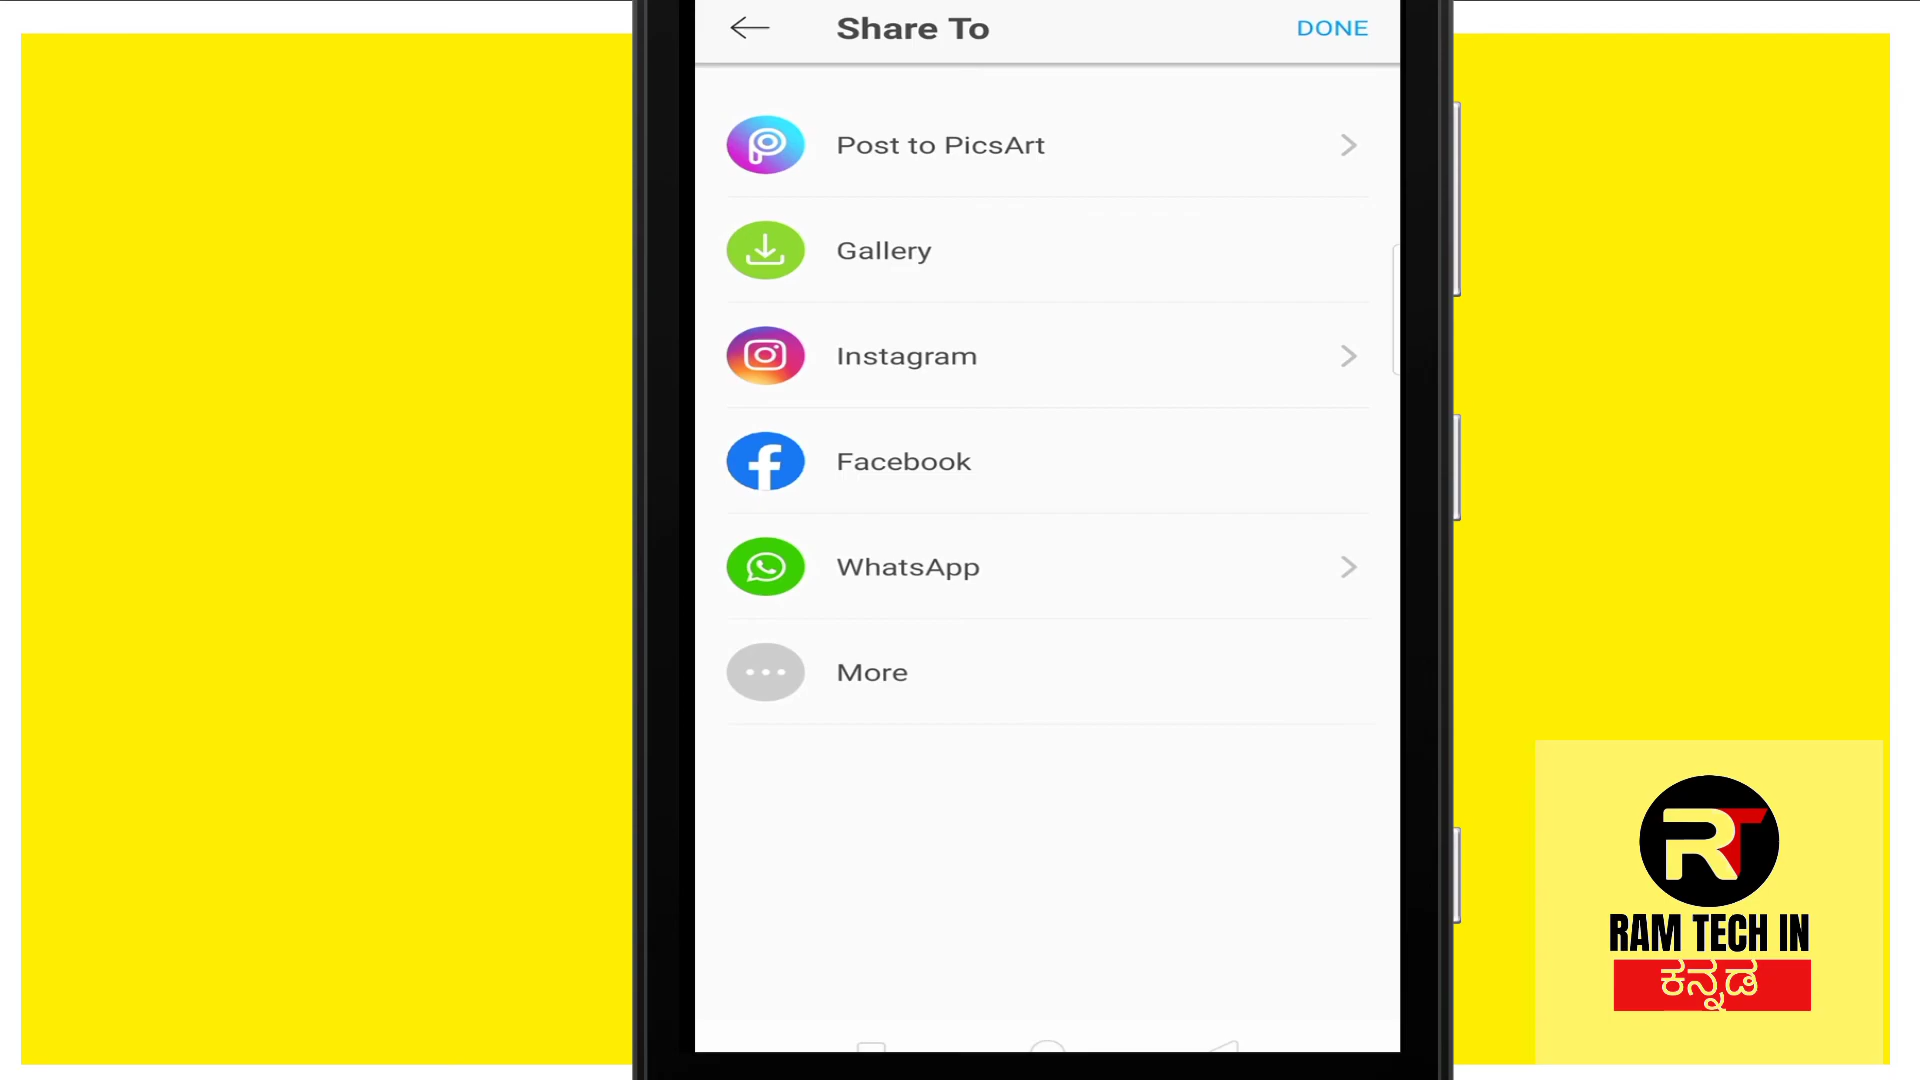 Share To
DONE
Post to PicsArt
Gallery
Instagram
Facebook
WhatsApp
More
RT
RAM TECH IN
ಕನ್ನಡ